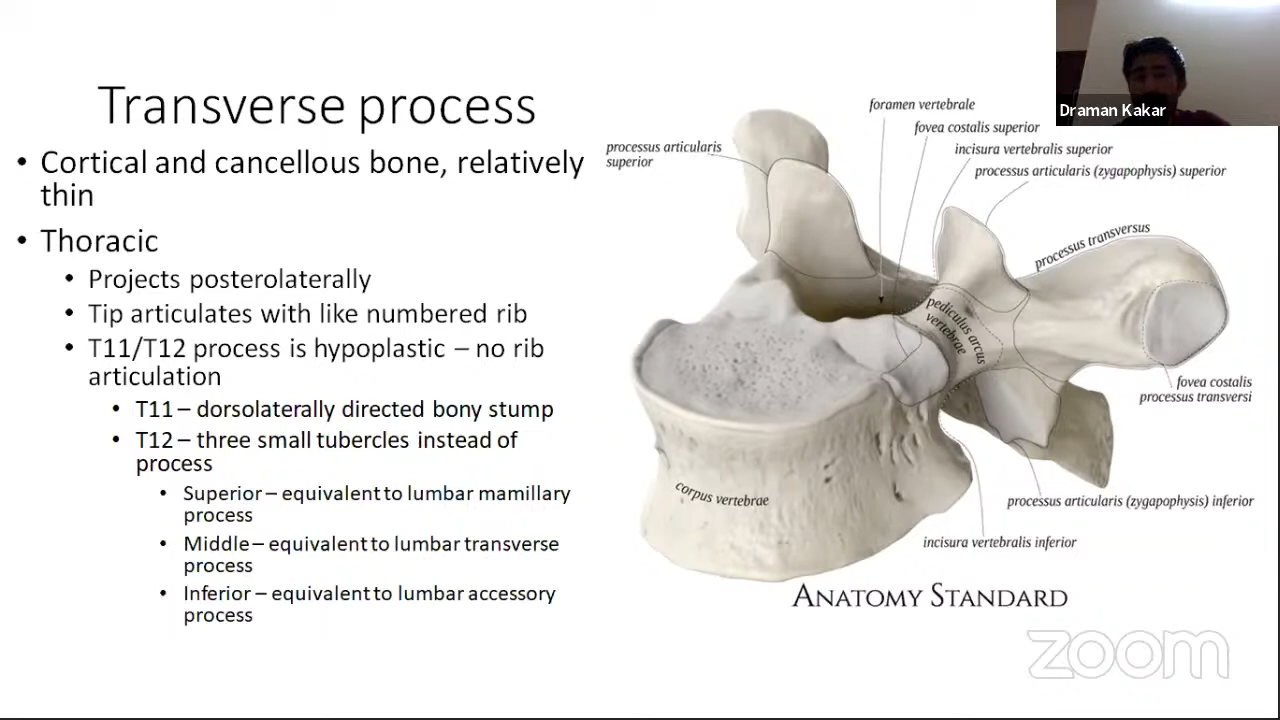 Transverse process
• Cortical and cancellous bone, relatively
thin
• Thoracic
• Projects posterolaterally
• Tip articulates with like numbered rib
• T11/T12 process is hypoplastic – no rib
articulation
• T11 – dorsolaterally directed bony stump
• T12 – three small tubercles instead of
process
• Superior – equivalent to lumbar mamillary
process
• Middle – equivalent to lumbar transverse
process
• Inferior – equivalent to lumbar accessory
process
foramen vertebrale
fovea costalis superior
processus articularis
superior
incisura vertebralis superior
processus articularis (zygapophysis) superior
processus transversus
pediculus arcus
vertebrae
fovea costalis
processus transversi
corpus vertebrae
processus articularis (zygapophysis) inferior
incisura vertebralis inferior
ANATOMY STANDARD
Draman Kakar
zoom